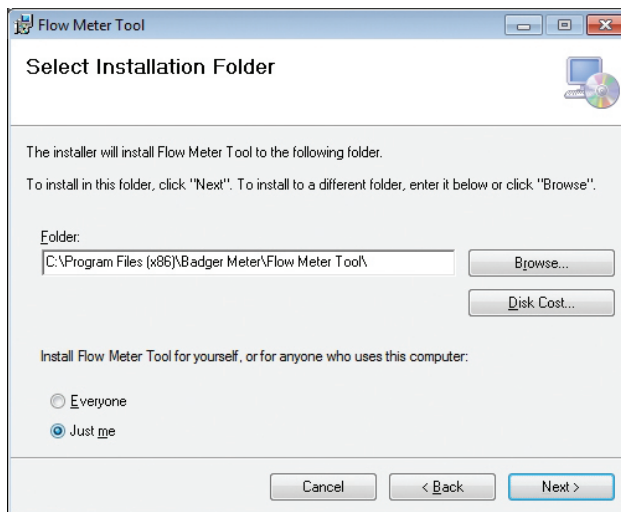 Flow Meter Tool
Select Installation Folder
The installer will install Flow Meter Tool to the following folder.
To install in this folder, click "Next". To install to a different folder, enter it below or click "Browse".
Folder:
C:\Program Files (x86)\Badger Meter\Flow Meter Tool\
Browse...
Disk Cost...
Install Flow Meter Tool for yourself, or for anyone who uses this computer:
Everyone
Just me
Cancel
< Back
Next >